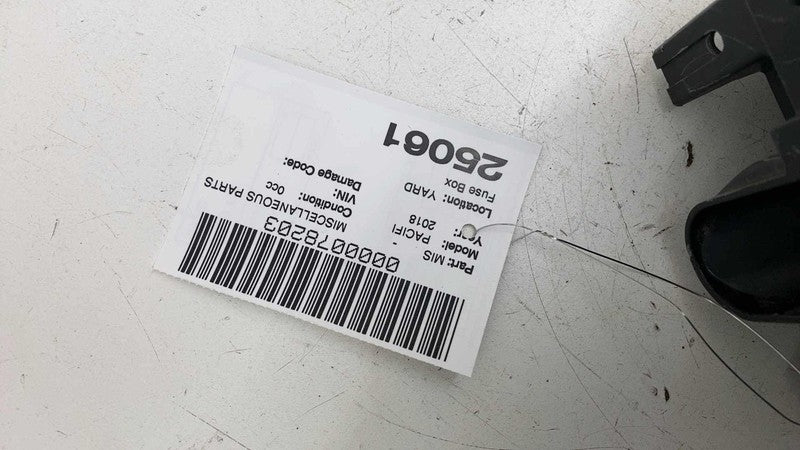 0000078203
MISCELLANEOUS PARTS
Part: MIS -
Model: PACIFI
Year: 2018
Condition: 0cc
VIN:
Damage Code:
Location: YARD
Fuse Box
25061